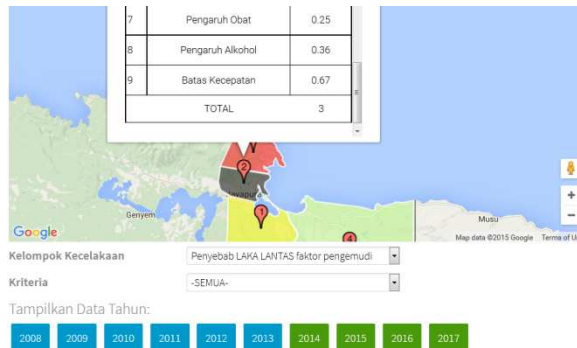 7 Pengaruh Obat 0.25
8 Pengaruh Alkohol 0.36
9 Batas Kecepatan 0.67
TOTAL 3
2
Genyem
1
Musu
4
Google
Map data ©2015 Google Terms of U
Kelompok Kecelakaan Penyebab LAKA LANTAS faktor pengemudi
Kriteria -SEMUA-
Tampilkan Data Tahun:
2008 2009 2010 2011 2012 2013 2014 2015 2016 2017